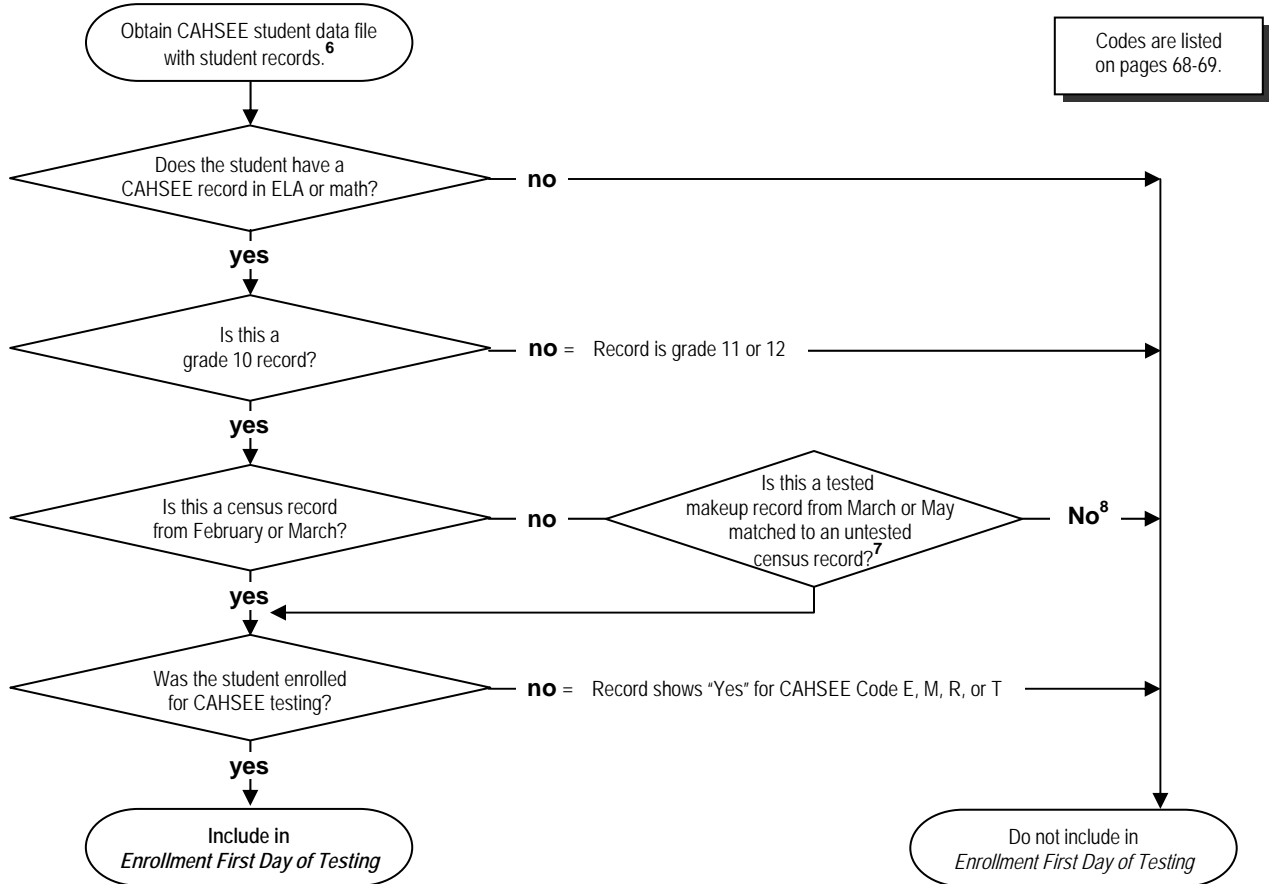 Obtain CAHSEE student data file
with student records.6
Codes are listed
on pages 68-69.
Does the student have a
CAHSEE record in ELA or math?
no
yes
Is this a
grade 10 record?
no = Record is grade 11 or 12
yes
Is this a census record
from February or March?
no
Is this a tested
makeup record from March or May
matched to an untested
census record?7
No8
yes
Was the student enrolled
for CAHSEE testing?
no = Record shows “Yes” for CAHSEE Code E, M, R, or T
yes
Include in
Enrollment First Day of Testing
Do not include in
Enrollment First Day of Testing